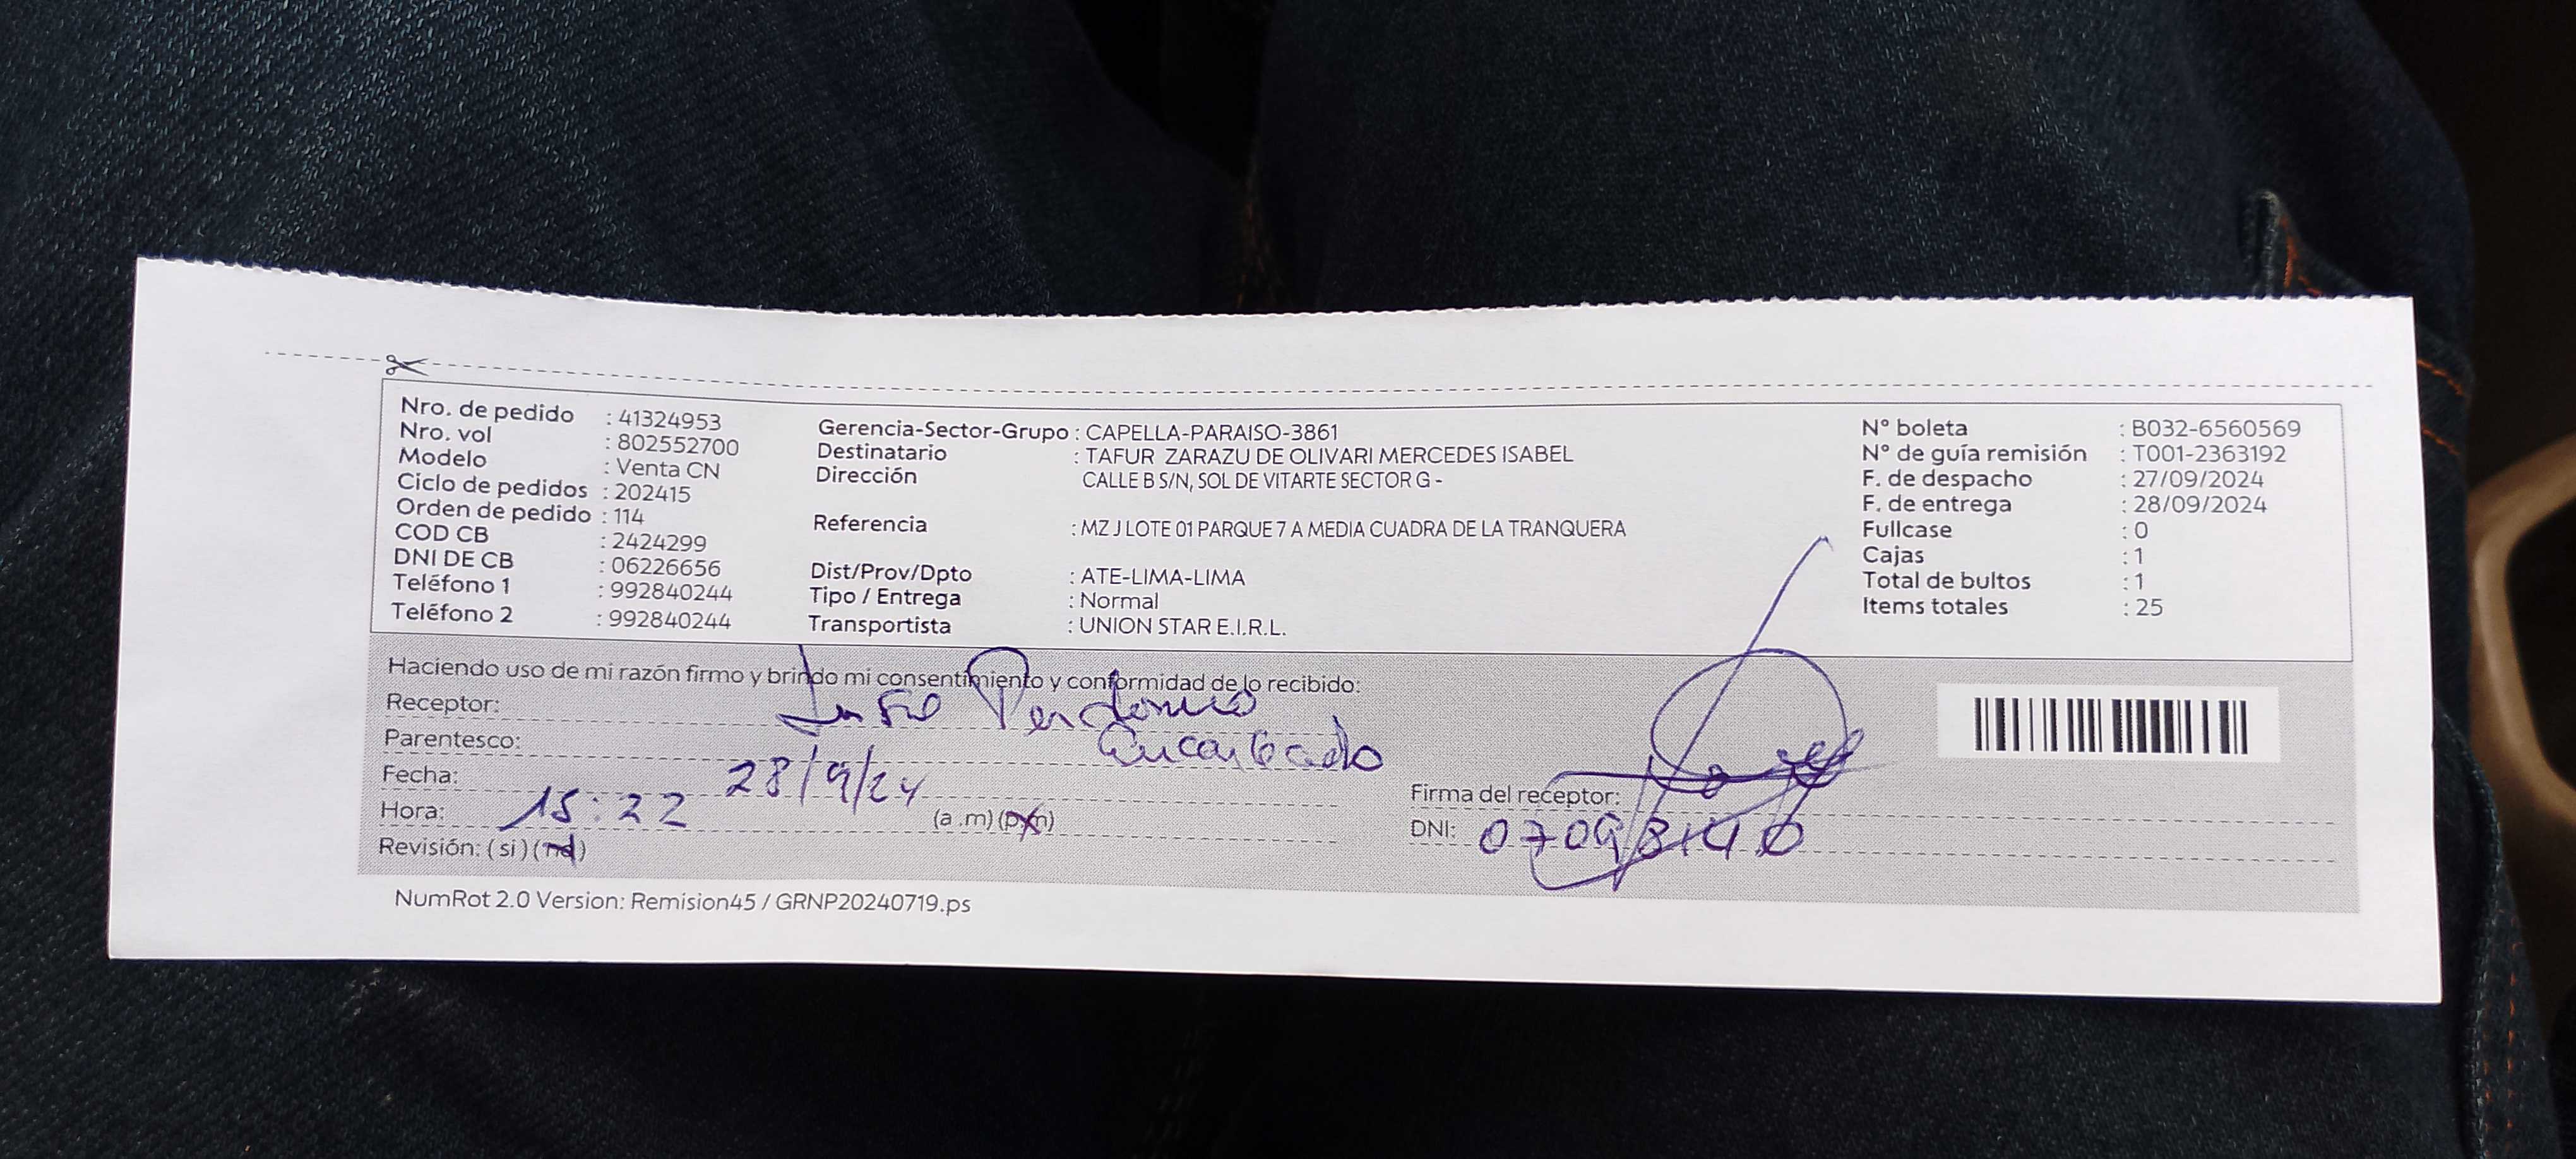 Nro. de pedido : 41324953
Nro. vol : 802552700
Modelo : Venta CN
Ciclo de pedidos : 202415
Orden de pedido : 114
COD CB : 2424299
DNI DE CB : 06226656
Teléfono 1 : 992840244
Teléfono 2 : 992840244
Gerencia-Sector-Grupo : CAPELLA-PARAISO-3861
Destinatario : TAFUR ZARAZU DE OLIVARI MERCEDES ISABEL
Dirección CALLE B S/N, SOL DE VITARTE SECTOR G -
Referencia : MZ J LOTE 01 PARQUE 7 A MEDIA CUADRA DE LA TRANQUERA
Dist/Prov/Dpto : ATE-LIMA-LIMA
Tipo / Entrega : Normal
Transportista : UNION STAR E.I.R.L.
N° boleta : B032-6560569
N° de guía remisión : T001-2363192
F. de despacho : 27/09/2024
F. de entrega : 28/09/2024
Fullcase : 0
Cajas : 1
Total de bultos : 1
Items totales : 25
Haciendo uso de mi razón firmo y brindo mi consentimiento y conformidad de lo recibido:
Receptor:
Parentesco: Encargado
Fecha: 28/9/24
Hora: 15:22 (a .m) (p.m)
Revisión: ( si ) (no)
Firma del receptor:
DNI:
NumRot 2.0 Version: Remision45 / GRNP20240719.ps